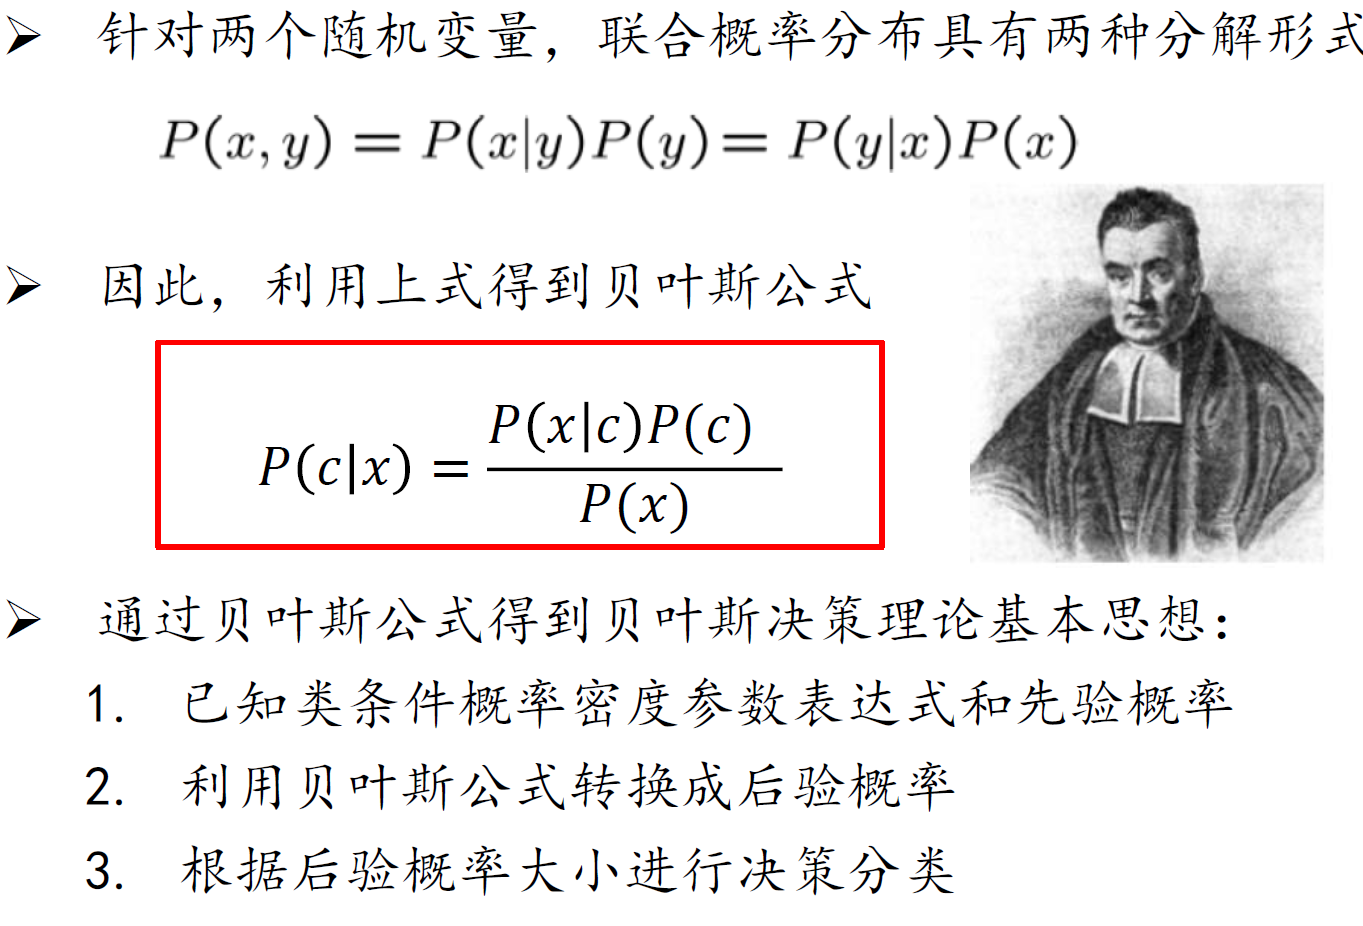 ➢ 针对两个随机变量，联合概率分布具有两种分解形式
P(x, y) = P(x|y)P(y) = P(y|x)P(x)
➢ 因此，利用上式得到贝叶斯公式
P(c|x) = P(x|c)P(c) / P(x)
➢ 通过贝叶斯公式得到贝叶斯决策理论基本思想：
1. 已知类条件概率密度参数表达式和先验概率
2. 利用贝叶斯公式转换成后验概率
3. 根据后验概率大小进行决策分类